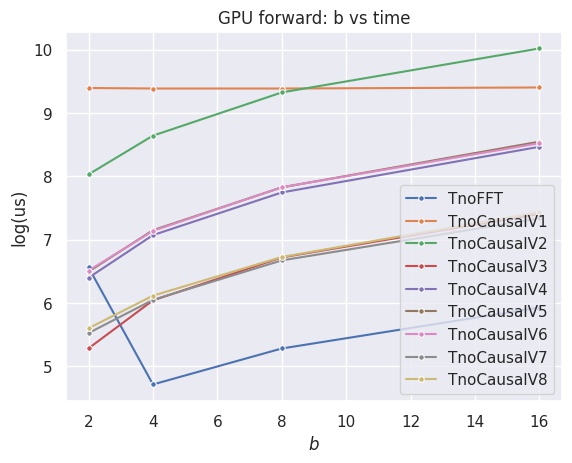 GPU forward: b vs time
10
9
8
7
6
5
log(us)
2
4
6
8
10
12
14
16
b
TnoFFT
TnoCausalV1
TnoCausalV2
TnoCausalV3
TnoCausalV4
TnoCausalV5
TnoCausalV6
TnoCausalV7
TnoCausalV8